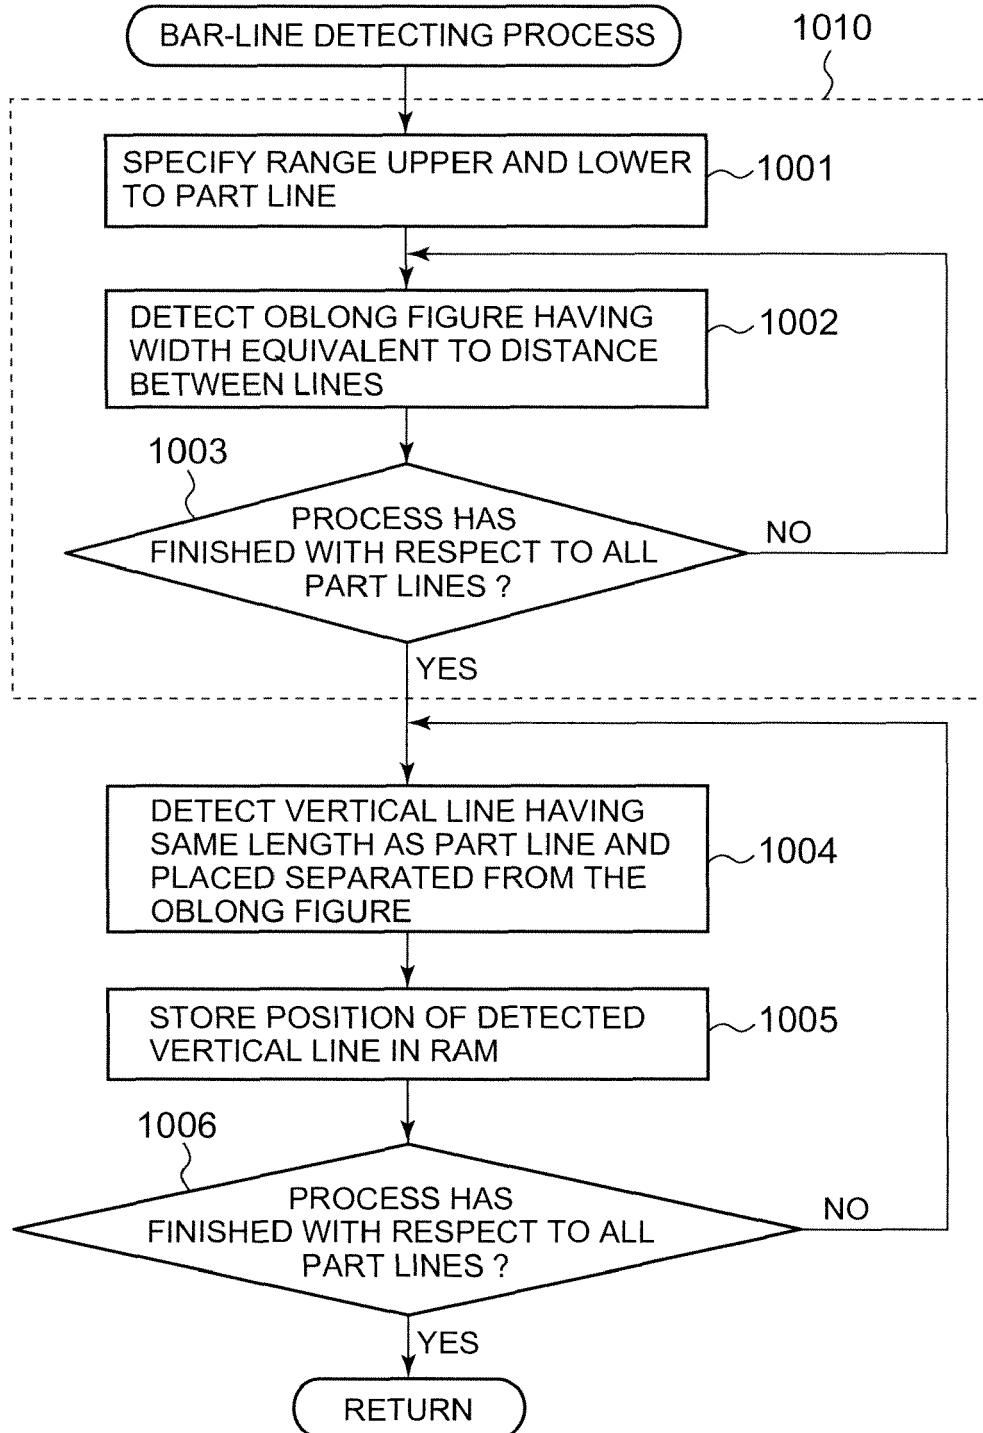 BAR-LINE DETECTING PROCESS
1010
SPECIFY RANGE UPPER AND LOWER
TO PART LINE
1001
DETECT OBLONG FIGURE HAVING
WIDTH EQUIVALENT TO DISTANCE
BETWEEN LINES
1002
1003
PROCESS HAS
FINISHED WITH RESPECT TO ALL
PART LINES ?
NO
YES
DETECT VERTICAL LINE HAVING
SAME LENGTH AS PART LINE AND
PLACED SEPARATED FROM THE
OBLONG FIGURE
1004
STORE POSITION OF DETECTED
VERTICAL LINE IN RAM
1005
1006
PROCESS HAS
FINISHED WITH RESPECT TO ALL
PART LINES ?
NO
YES
RETURN